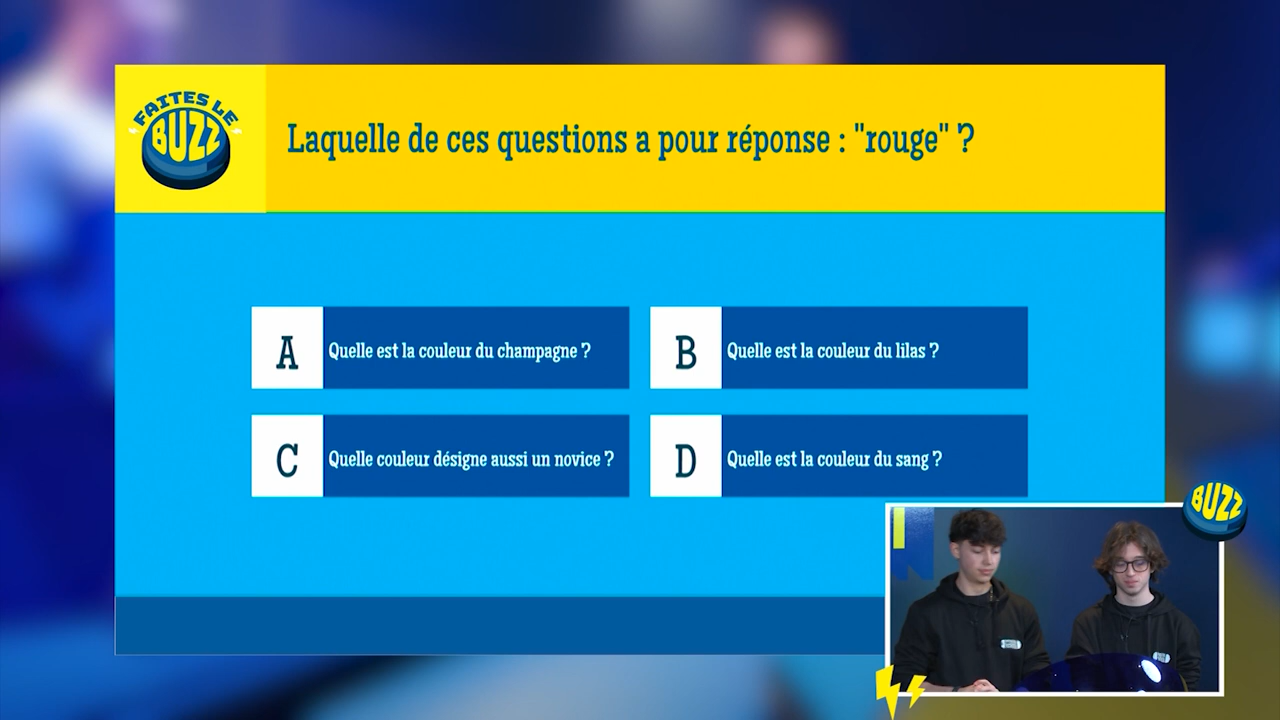 FAITES LE
BUZZ
Laquelle de ces questions a pour réponse : "rouge" ?
A
Quelle est la couleur du champagne ?
B
Quelle est la couleur du lilas ?
C
Quelle couleur désigne aussi un novice ?
D
Quelle est la couleur du sang ?
BUZZ